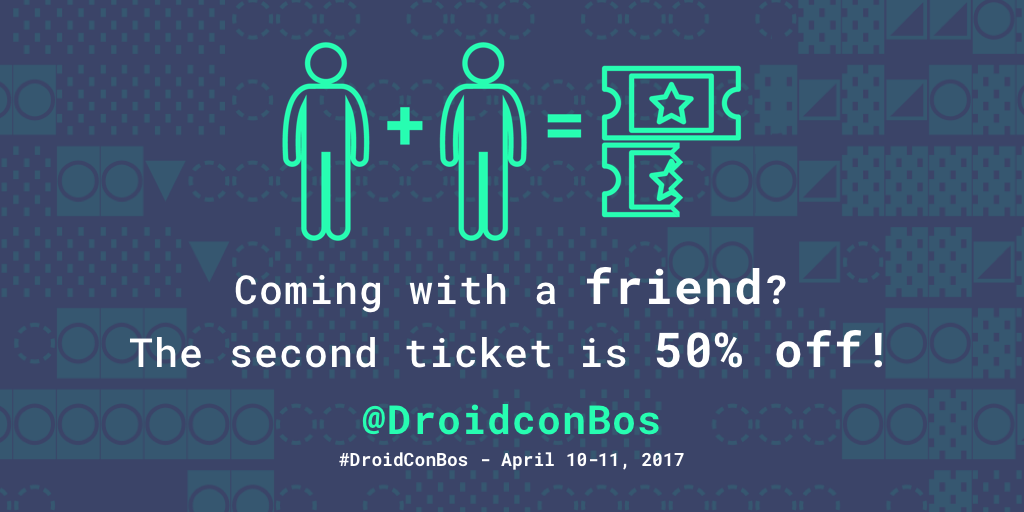 Coming with a friend?
The second ticket is 50% off!
@DroidconBos
#DroidConBos - April 10-11, 2017